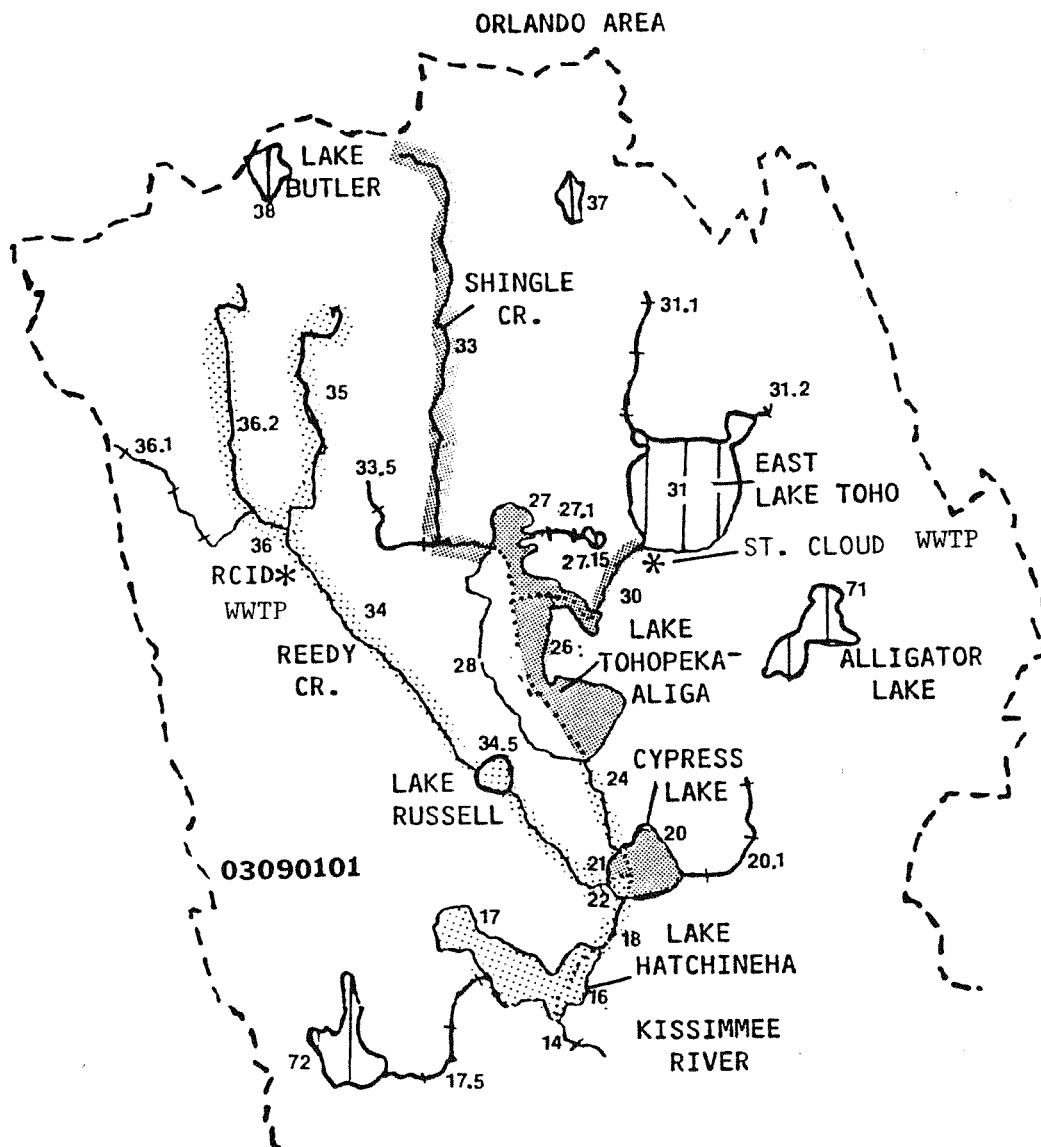 ORLANDO AREA
LAKE
BUTLER
38
37
SHINGLE
CR.
33
31.1
35
31.2
36.2
36.1
33.5
EAST
LAKE TOHO
31
27
27.1
27.15
36
RCID*
WWTP
*
ST. CLOUD
WWTP
30
71
34
LAKE
TOHOPEKA-
ALIGA
26
28
REEDY
CR.
ALLIGATOR
LAKE
34.5
LAKE
RUSSELL
24
CYPRESS
LAKE
20
20.1
21
22
03090101
17
18
LAKE
HATCHINEHA
16
14
KISSIMMEE
RIVER
72
17.5